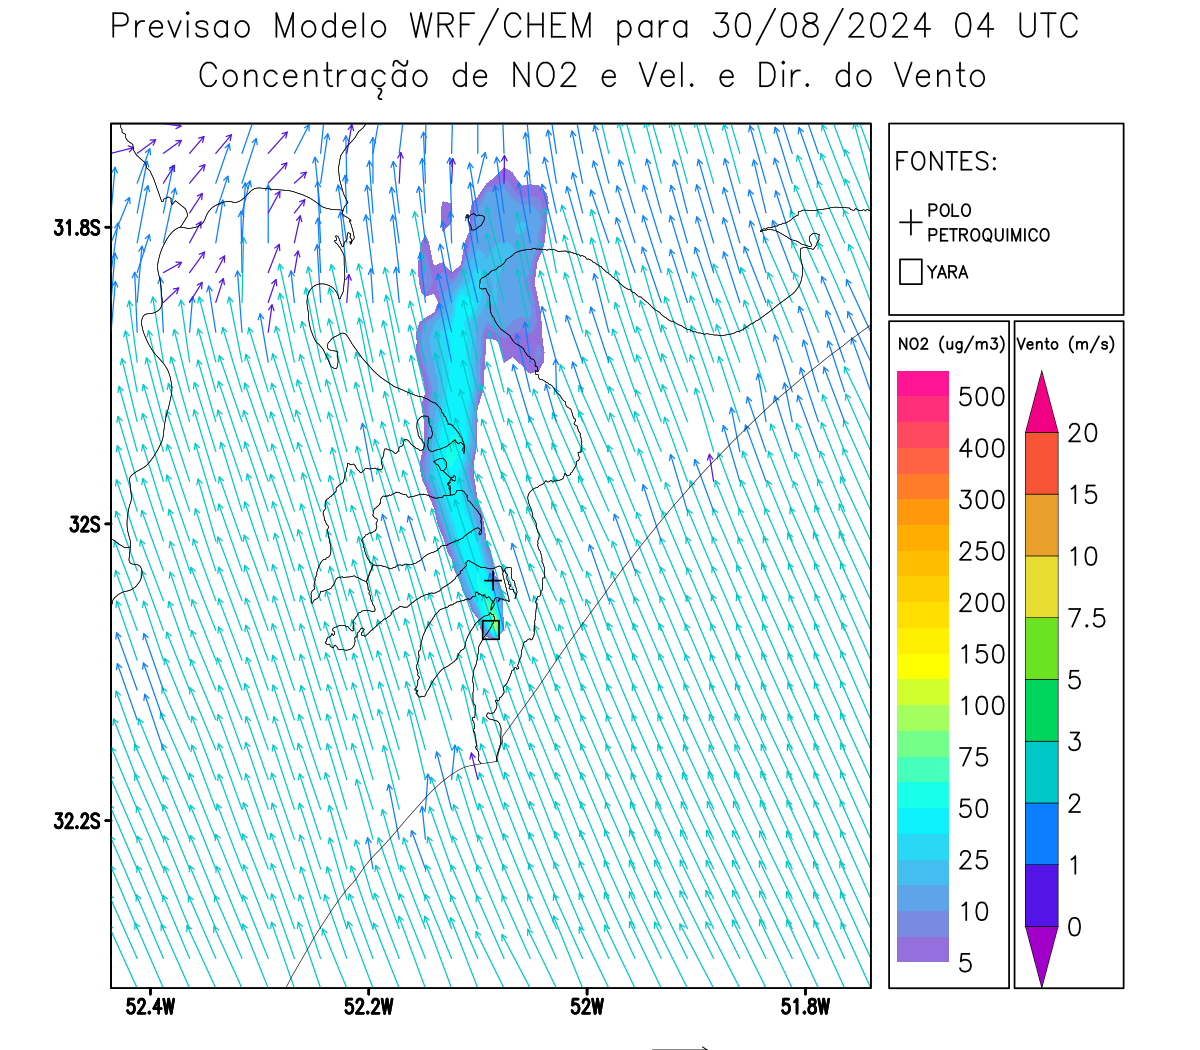 Previsao Modelo WRF/CHEM para 30/08/2024 04 UTC
Concentração de NO2 e Vel. e Dir. do Vento
FONTES:
POLO
PETROQUIMICO
YARA
NO2 (ug/m3)
500
400
300
250
200
150
100
75
50
25
10
5
Vento (m/s)
20
15
10
7.5
5
3
2
1
0
31.8S
32S
32.2S
52.4W
52.2W
52W
51.8W